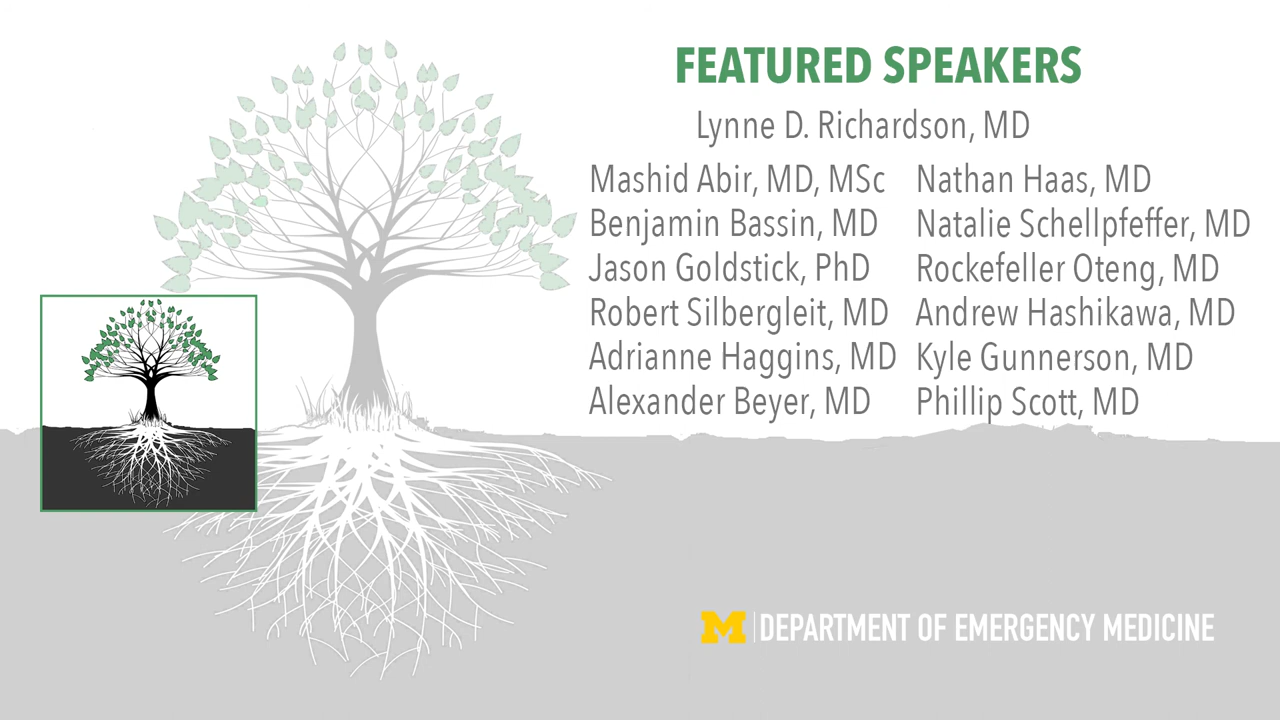 FEATURED SPEAKERS
Lynne D. Richardson, MD
Mashid Abir, MD, MSc
Benjamin Bassin, MD
Jason Goldstick, PhD
Robert Silbergleit, MD
Adrianne Haggins, MD
Alexander Beyer, MD
Nathan Haas, MD
Natalie Schellpfeffer, MD
Rockefeller Oteng, MD
Andrew Hashikawa, MD
Kyle Gunnerson, MD
Phillip Scott, MD
M DEPARTMENT OF EMERGENCY MEDICINE